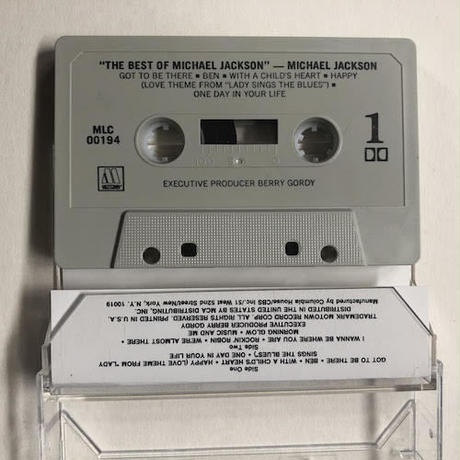 "THE BEST OF MICHAEL JACKSON" — MICHAEL JACKSON
GOT TO BE THERE ▪ BEN ▪ WITH A CHILD'S HEART ▪ HAPPY
(LOVE THEME FROM "LADY SINGS THE BLUES") ▪
ONE DAY IN YOUR LIFE
MLC
00194
1
M
EXECUTIVE PRODUCER BERRY GORDY
Side One
GOT TO BE THERE • BEN • WITH A CHILD'S HEART • HAPPY (LOVE THEME FROM "LADY
SINGS THE BLUES") • ONE DAY IN YOUR LIFE
Side Two
I WANNA BE WHERE YOU ARE • ROCKIN' ROBIN • WE'RE ALMOST THERE
MORNING GLOW • MUSIC AND ME
EXECUTIVE PRODUCER BERRY GORDY
TRADEMARK MOTOWN RECORD CORP. ALL RIGHTS RESERVED. PRINTED IN U.S.A.
DISTRIBUTED IN THE UNITED STATES BY MCA DISTRIBUTING, INC.
Manufactured by Columbia House/CBS Inc./51 West 52nd Street/New York, N.Y. 10019